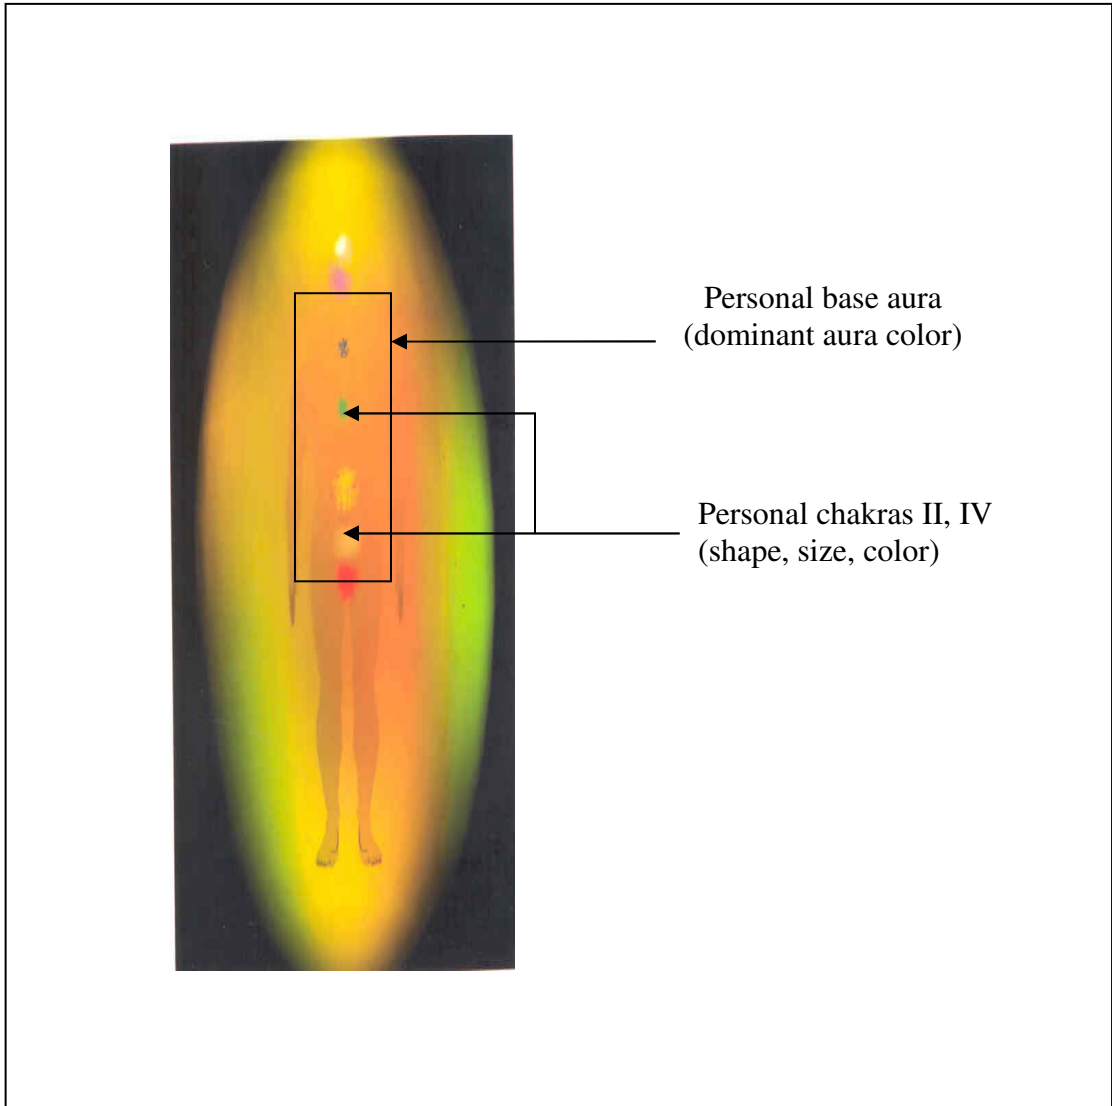 Personal base aura
(dominant aura color)
Personal chakras II, IV
(shape, size, color)